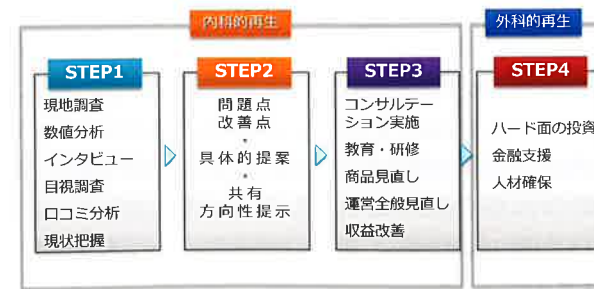 内科的再生
外科的再生
STEP1
現地調査
数値分析
インタビュー
目視調査
口コミ分析
現状把握
STEP2
問題点
改善点
・
具体的提案
・
共有
方向性提示
STEP3
コンサルテー
ション実施
教育・研修
商品見直し
運営全般見直し
収益改善
STEP4
ハード面の投資
金融支援
人材確保